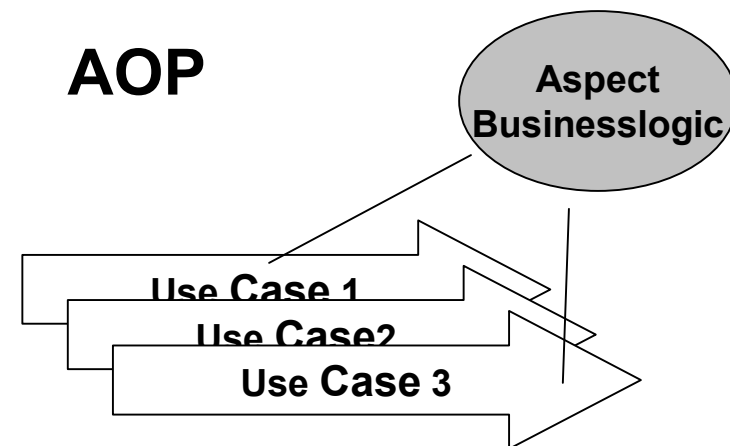 AOP
Aspect
Businesslogic
Use Case 1
Use Case2
Use Case 3